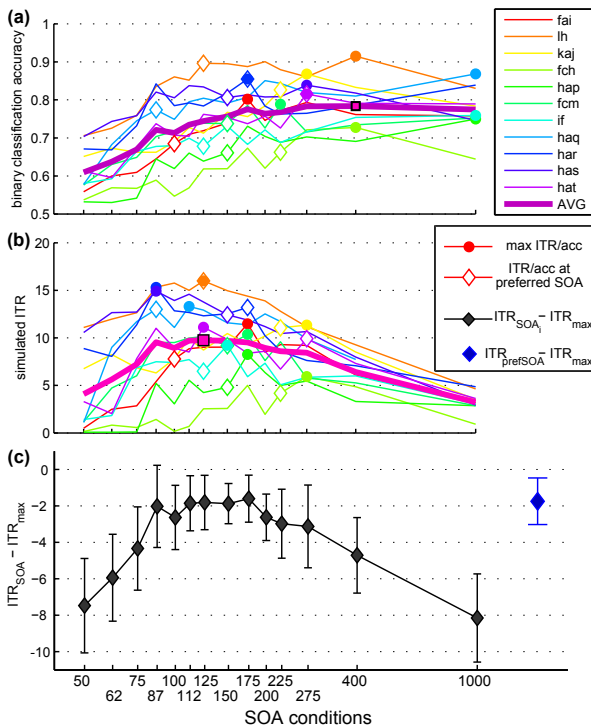 (a)
binary classification accuracy
1
0.9
0.8
0.7
0.6
0.5
fai
lh
kaj
fch
hap
fcm
if
haq
har
has
hat
AVG
(b)
simulated ITR
20
15
10
5
0
max ITR/acc
ITR/acc at
preferred SOA
ITR_SOA_i − ITR_max
ITR_prefSOA − ITR_max
(c)
ITR_SOA − ITR_max
0
−2
−4
−6
−8
−10
50 75 100 125 175 225 400 1000
62 87 112 150 200 275
SOA conditions